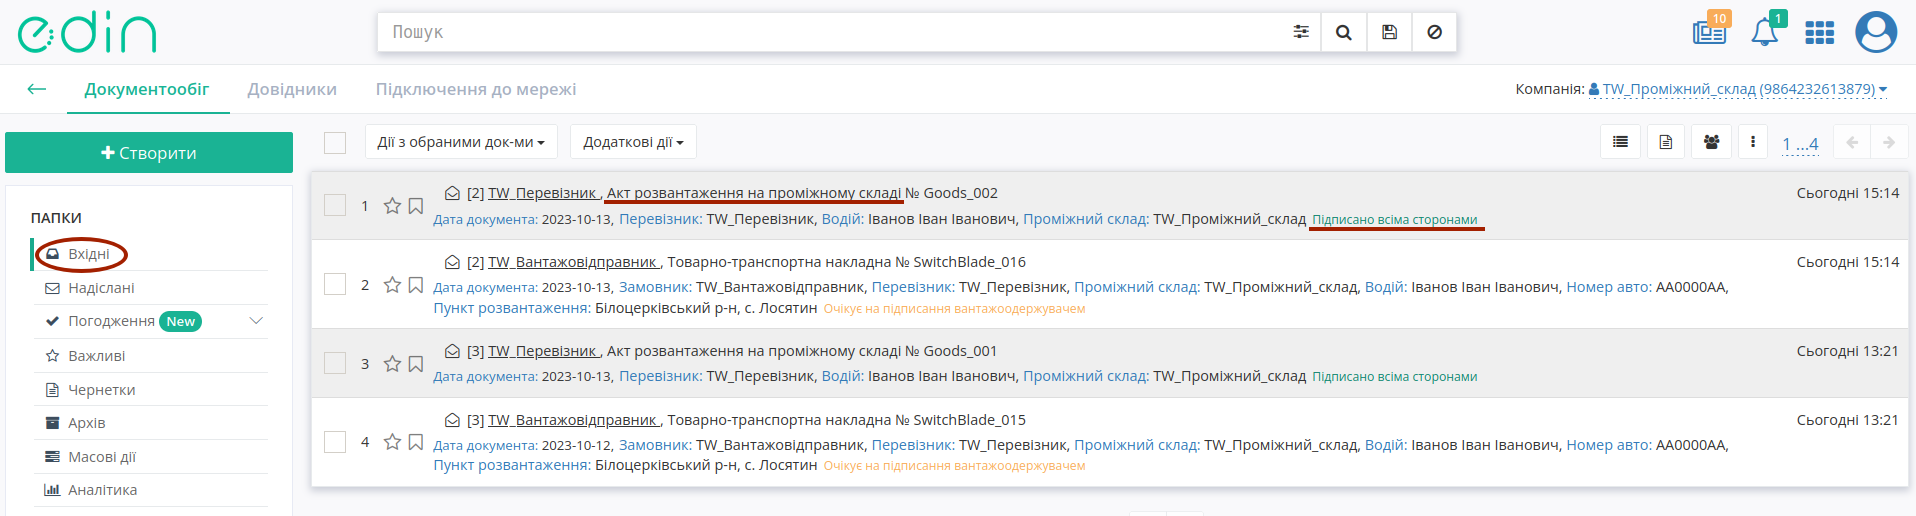 edin
Пошук
10
1
Документообіг Довідники Підключення до мережі
Компанія: TW_Проміжний_склад (9864232613879)
Створити
Дії з обраними док-ми Додаткові дії
1 ...4
ПАПКИ
Вхідні
Надіслані
Погодження New
Важливі
Чернетки
Архів
Масові дії
Аналітика
1 [2] TW_Перевізник , Акт розвантаження на проміжному складі № Goods_002 Сьогодні 15:14
Дата документа: 2023-10-13, Перевізник: TW_Перевізник, Водій: Іванов Іван Іванович, Проміжний склад: TW_Проміжний_склад Підписано всіма сторонами
2 [2] TW_Вантажовідправник , Товарно-транспортна накладна № SwitchBlade_016 Сьогодні 15:14
Дата документа: 2023-10-13, Замовник: TW_Вантажовідправник, Перевізник: TW_Перевізник, Проміжний склад: TW_Проміжний_склад, Водій: Іванов Іван Іванович, Номер авто: АА0000АА,
Пункт розвантаження: Білоцерківський р-н, с. Лосятин Очікує на підписання вантажоодержувачем
3 [3] TW_Перевізник , Акт розвантаження на проміжному складі № Goods_001 Сьогодні 13:21
Дата документа: 2023-10-13, Перевізник: TW_Перевізник, Водій: Іванов Іван Іванович, Проміжний склад: TW_Проміжний_склад Підписано всіма сторонами
4 [3] TW_Вантажовідправник , Товарно-транспортна накладна № SwitchBlade_015 Сьогодні 13:21
Дата документа: 2023-10-12, Замовник: TW_Вантажовідправник, Перевізник: TW_Перевізник, Проміжний склад: TW_Проміжний_склад, Водій: Іванов Іван Іванович, Номер авто: АА0000АА,
Пункт розвантаження: Білоцерківський р-н, с. Лосятин Очікує на підписання вантажоодержувачем